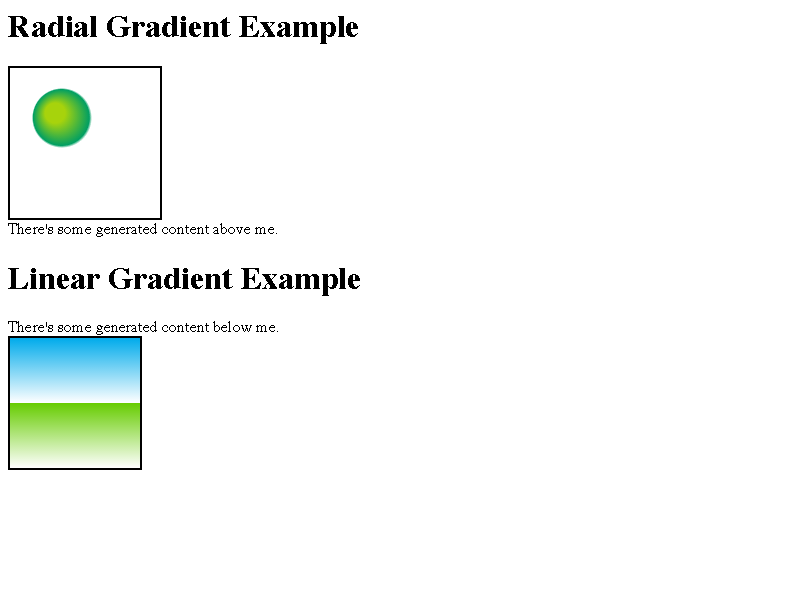 Radial Gradient Example
There's some generated content above me.
Linear Gradient Example
There's some generated content below me.